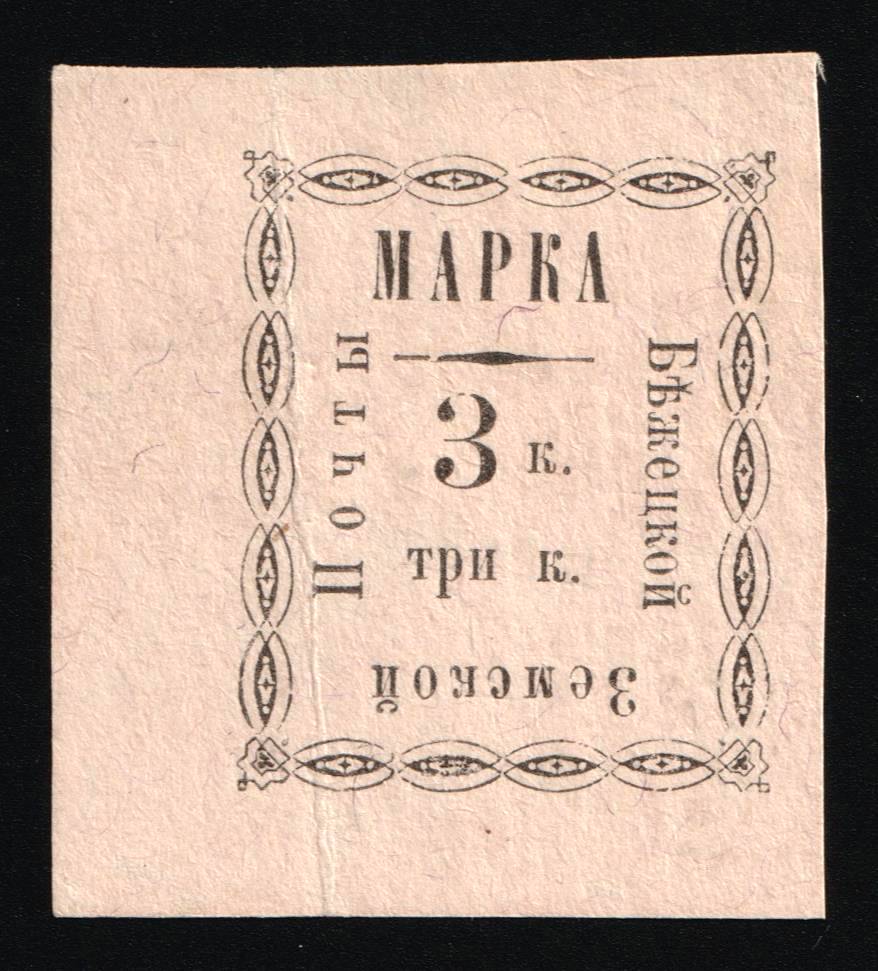 МАРКА
Бѣжецкой
Земской
Почты
3 к.
три к.